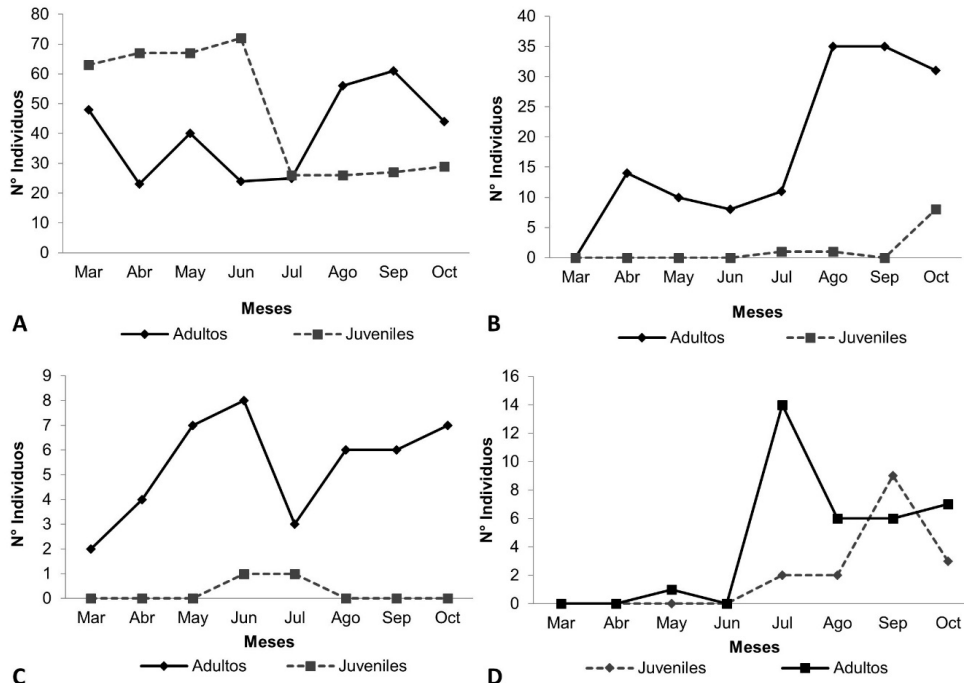 80
70
60
50
40
30
20
10
0
N° Individuos
Mar Abr May Jun Jul Ago Sep Oct
Meses
A
Adultos Juveniles
40
35
30
25
20
15
10
5
0
N° Individuos
Mar Abr May Jun Jul Ago Sep Oct
Meses
B
Adultos Juveniles
9
8
7
6
5
4
3
2
1
0
N° Individuos
Mar Abr May Jun Jul Ago Sep Oct
Meses
C
Adultos Juveniles
16
14
12
10
8
6
4
2
0
N° Individuos
Mar Abr May Jun Jul Ago Sep Oct
Meses
D
Juveniles Adultos